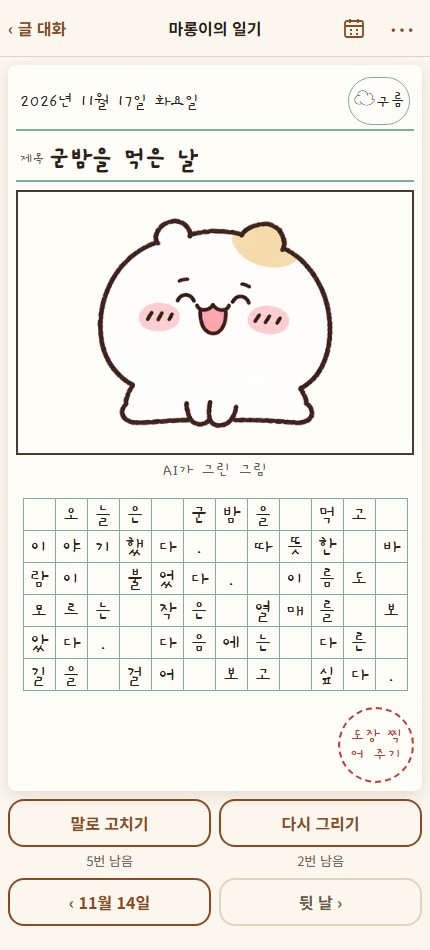 ‹ 글 대화
마롱이의 일기
2026년 11월 17일 화요일
구름
제목 군밤을 먹은 날
AI가 그린 그림
오늘은 군밤을 먹고
이야기했다. 따뜻한 바
람이 불었다. 이름도
모르는 작은 열매를 보
았다. 다음에는 다른
길을 걸어 보고 싶다.
도장 찍
어 주기
말로 고치기
다시 그리기
5번 남음
2번 남음
‹ 11월 14일
뒷 날 ›